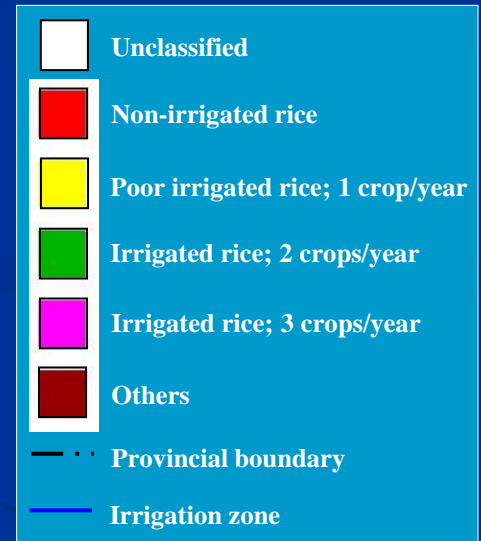 Unclassified
Non-irrigated rice
Poor irrigated rice; 1 crop/year
Irrigated rice; 2 crops/year
Irrigated rice; 3 crops/year
Others
Provincial boundary
Irrigation zone